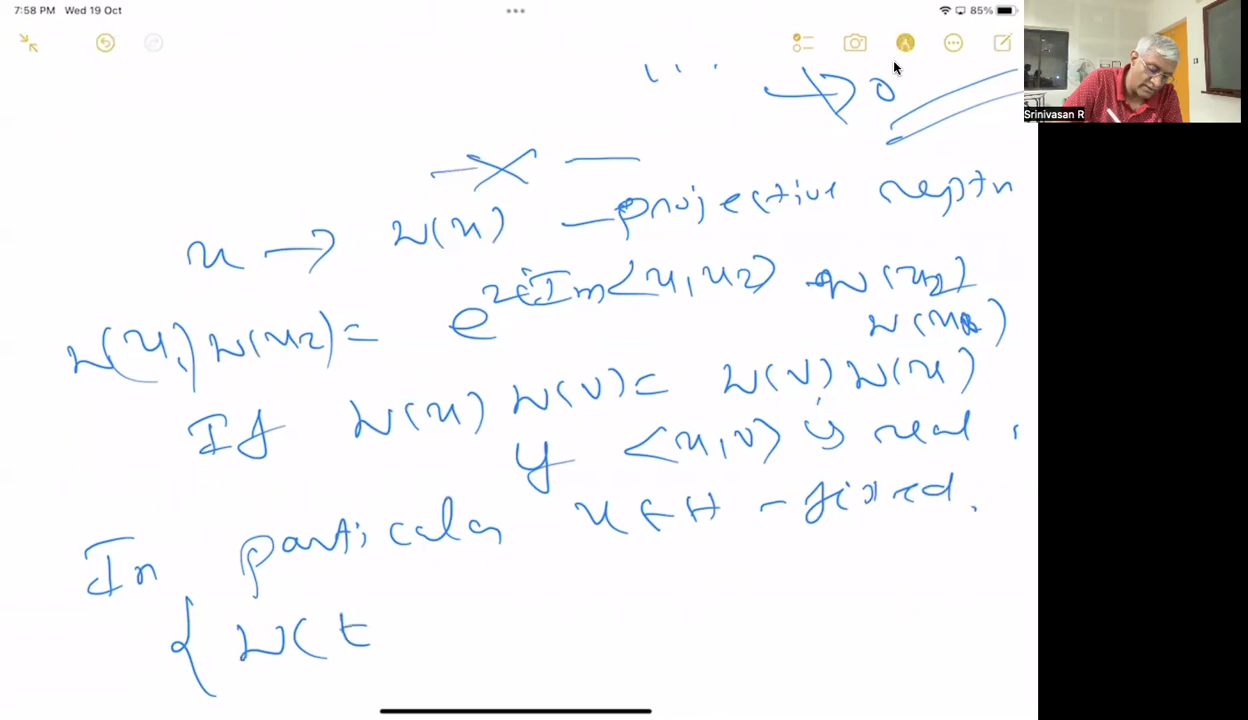 7:58 PM Wed 19 Oct
85%
Srinivasan R
→ 0
—X—
u → W(u) — projective reptn
W(u1) W(u2) = e^{2i Im<u1,u2>} W(u2) W(u1)
If W(u) W(v) = W(v) W(u)
if <u,v> is real.
In particular u ∈ H - fixed.
{ W(t